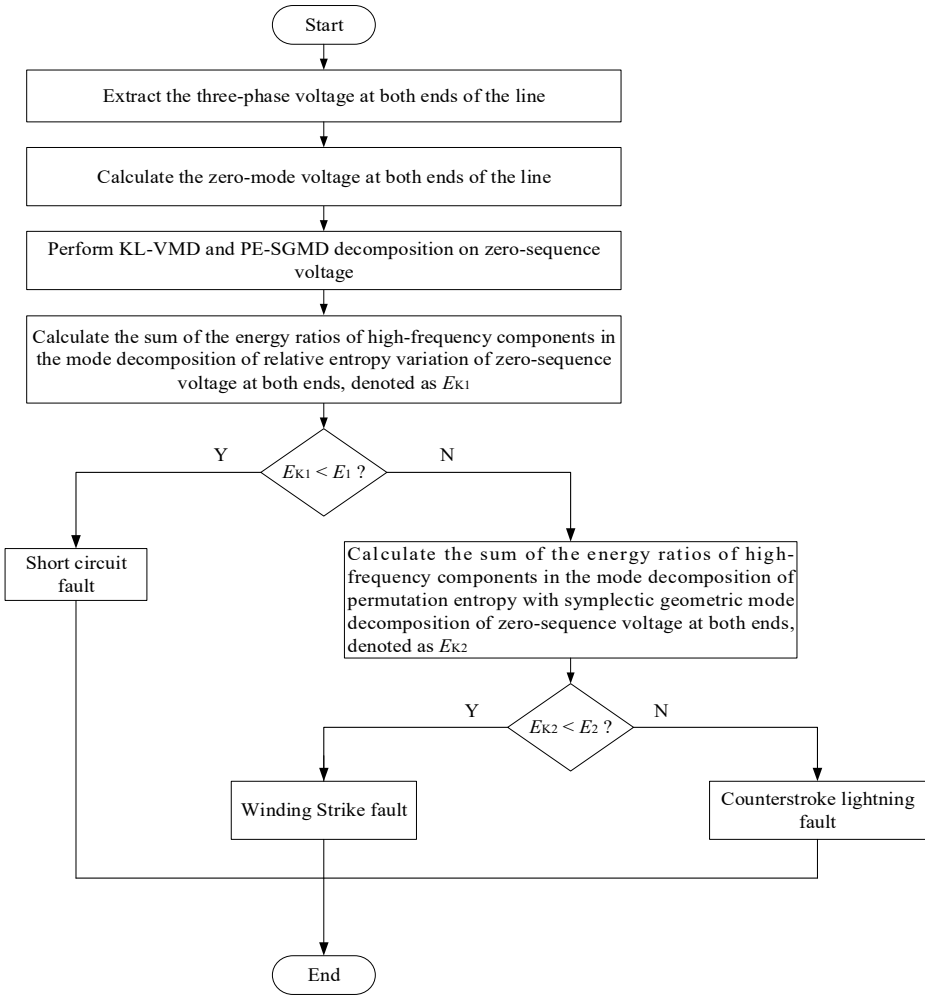 Start
Extract the three-phase voltage at both ends of the line
Calculate the zero-mode voltage at both ends of the line
Perform KL-VMD and PE-SGMD decomposition on zero-sequence
voltage
Calculate the sum of the energy ratios of high-frequency components in
the mode decomposition of relative entropy variation of zero-sequence
voltage at both ends, denoted as EK1
Y
EK1 < E1 ?
N
Short circuit
fault
Calculate the sum of the energy ratios of high-
frequency components in the mode decomposition of
permutation entropy with symplectic geometric mode
decomposition of zero-sequence voltage at both ends,
denoted as EK2
Y
EK2 < E2 ?
N
Winding Strike fault
Counterstroke lightning
fault
End